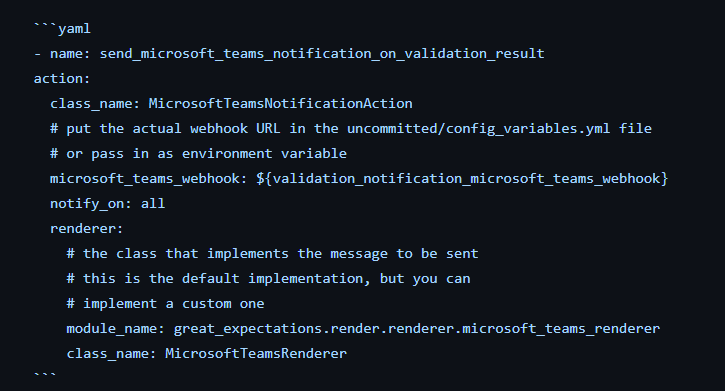 ```yaml
- name: send_microsoft_teams_notification_on_validation_result
action:
  class_name: MicrosoftTeamsNotificationAction
  # put the actual webhook URL in the uncommitted/config_variables.yml file
  # or pass in as environment variable
  microsoft_teams_webhook: ${validation_notification_microsoft_teams_webhook}
  notify_on: all
  renderer:
    # the class that implements the message to be sent
    # this is the default implementation, but you can
    # implement a custom one
    module_name: great_expectations.render.renderer.microsoft_teams_renderer
    class_name: MicrosoftTeamsRenderer
```